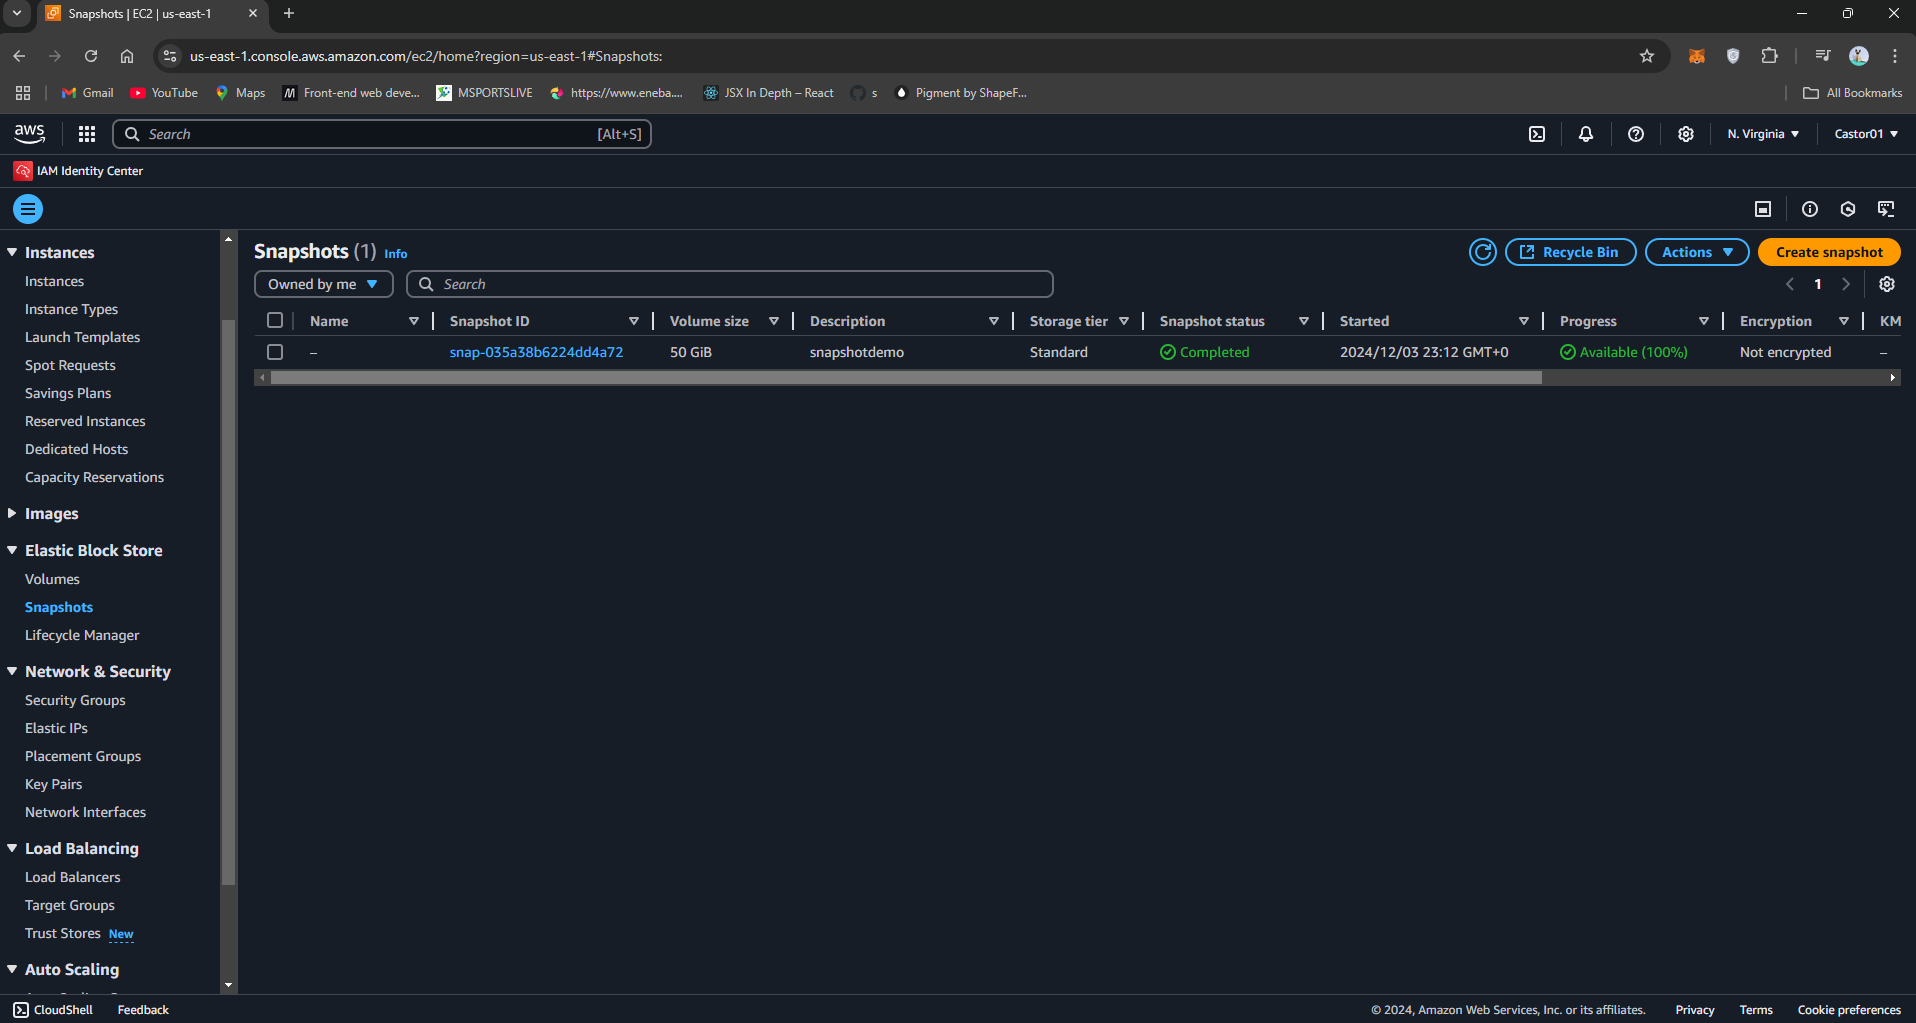 Snapshots | EC2 | us-east-1
us-east-1.console.aws.amazon.com/ec2/home?region=us-east-1#Snapshots:
Gmail YouTube Maps Front-end web deve... MSPORTSLIVE https://www.eneba.... JSX In Depth – React s Pigment by ShapeF... All Bookmarks
aws Search [Alt+S] N. Virginia Castor01
IAM Identity Center
Instances
Instances
Instance Types
Launch Templates
Spot Requests
Savings Plans
Reserved Instances
Dedicated Hosts
Capacity Reservations
Images
Elastic Block Store
Volumes
Snapshots
Lifecycle Manager
Network & Security
Security Groups
Elastic IPs
Placement Groups
Key Pairs
Network Interfaces
Load Balancing
Load Balancers
Target Groups
Trust Stores New
Auto Scaling
Snapshots (1) Info Recycle Bin Actions Create snapshot
Owned by me Search 1
Name Snapshot ID Volume size Description Storage tier Snapshot status Started Progress Encryption KM
– snap-035a38b6224dd4a72 50 GiB snapshotdemo Standard Completed 2024/12/03 23:12 GMT+0 Available (100%) Not encrypted –
CloudShell Feedback © 2024, Amazon Web Services, Inc. or its affiliates. Privacy Terms Cookie preferences